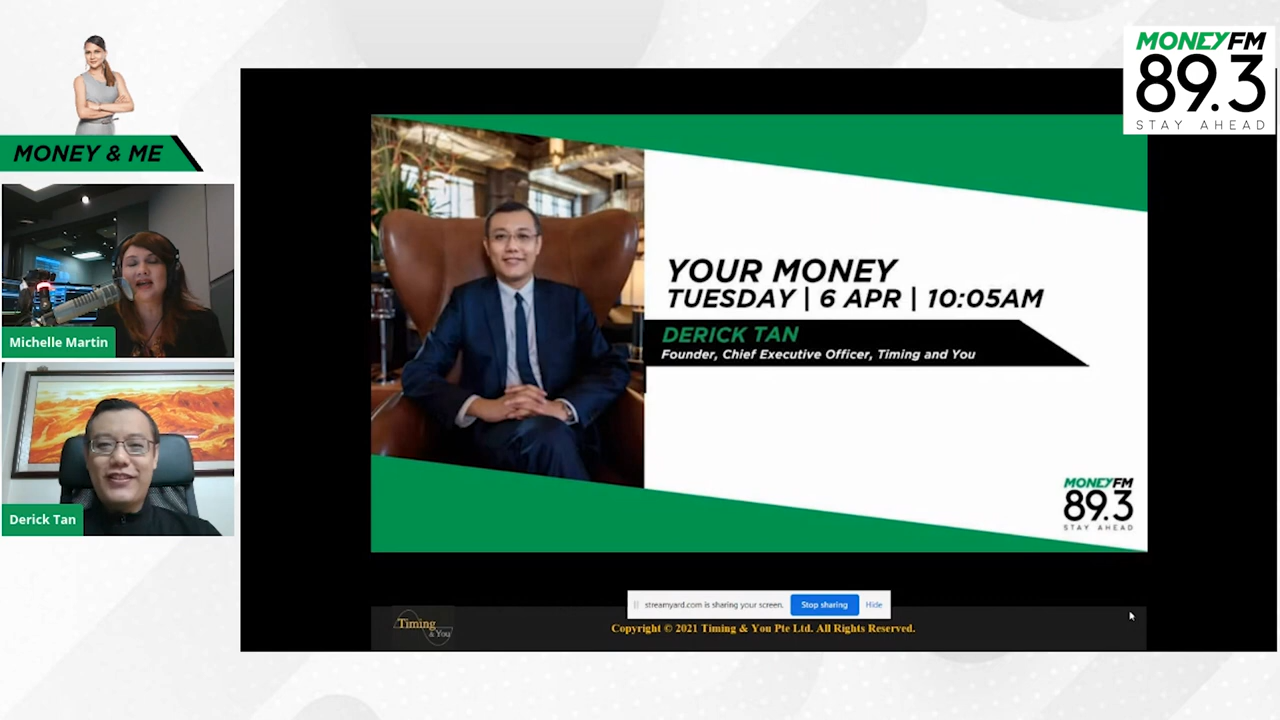 MONEYFM
89.3
STAY AHEAD
MONEY & ME
Michelle Martin
Derick Tan
YOUR MONEY
TUESDAY | 6 APR | 10:05AM
DERICK TAN
Founder, Chief Executive Officer, Timing and You
MONEYFM
89.3
STAY AHEAD
streamyard.com is sharing your screen.
Stop sharing
Hide
Timing
& You
Copyright © 2021 Timing & You Pte Ltd. All Rights Reserved.